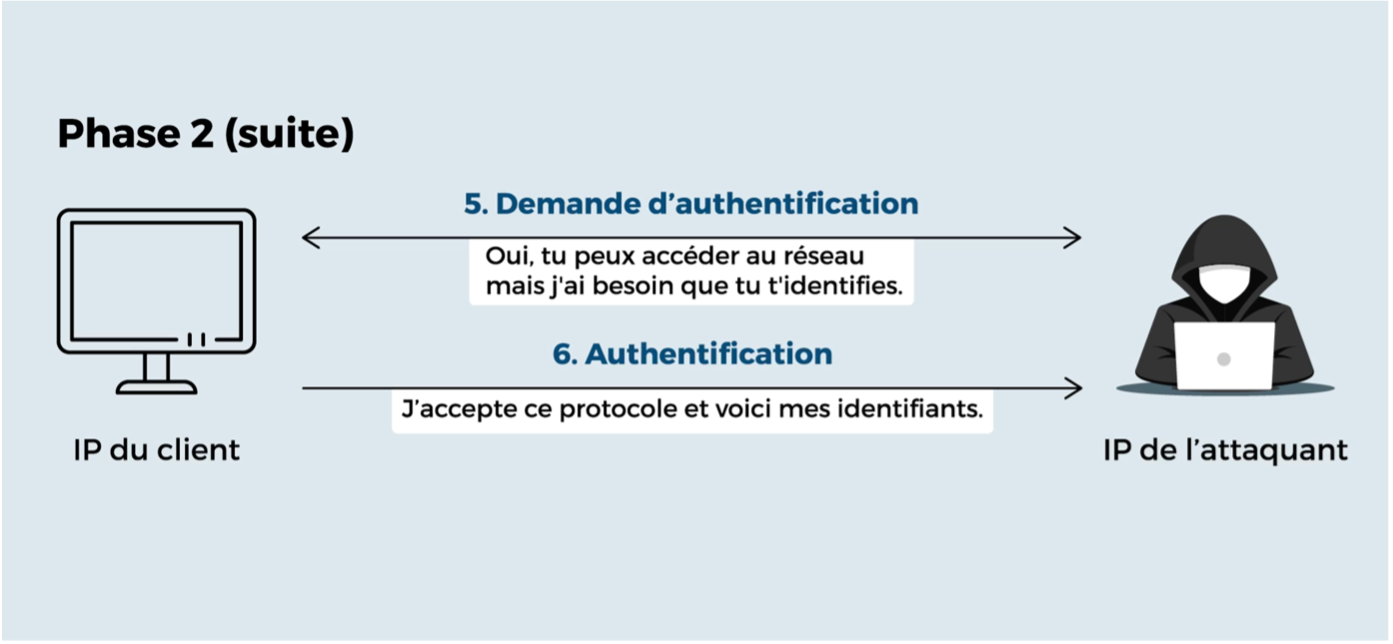 Phase 2 (suite)
5. Demande d’authentification
Oui, tu peux accéder au réseau
mais j'ai besoin que tu t'identifies.
6. Authentification
J’accepte ce protocole et voici mes identifiants.
IP du client
IP de l’attaquant